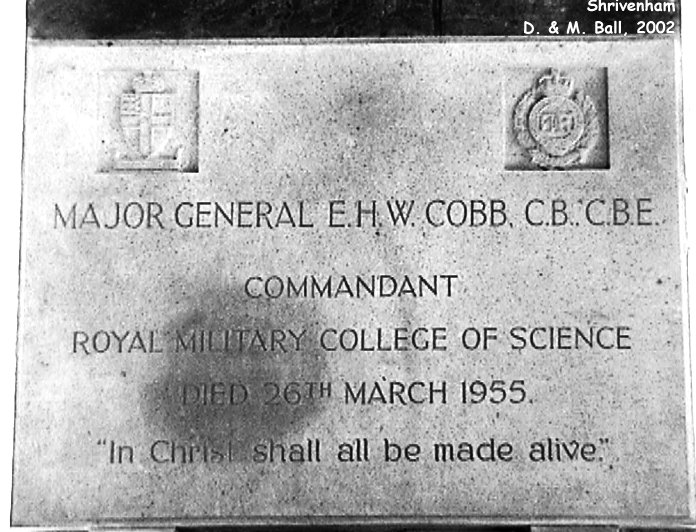 Shrivenham
D. & M. Ball, 2002
MAJOR GENERAL E.H.W. COBB, C.B., C.B.E.
COMMANDANT
ROYAL MILITARY COLLEGE OF SCIENCE
DIED 26TH MARCH 1955.
"In Christ shall all be made alive."